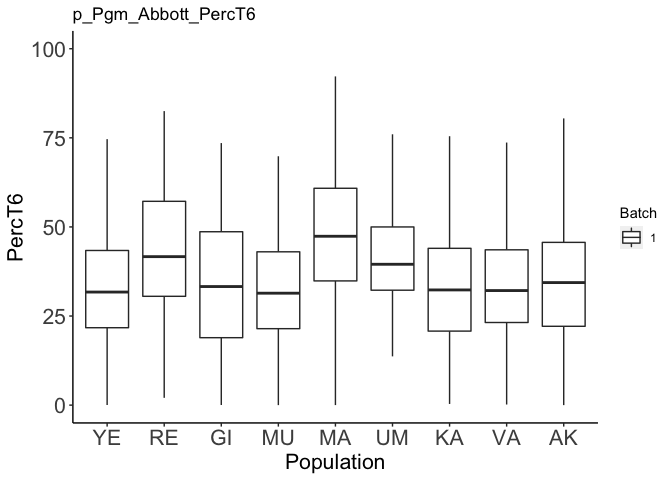 p_Pgm_Abbott_PercT6
100
75
50
25
0
PercT6
YE RE GI MU MA UM KA VA AK
Population
Batch
1